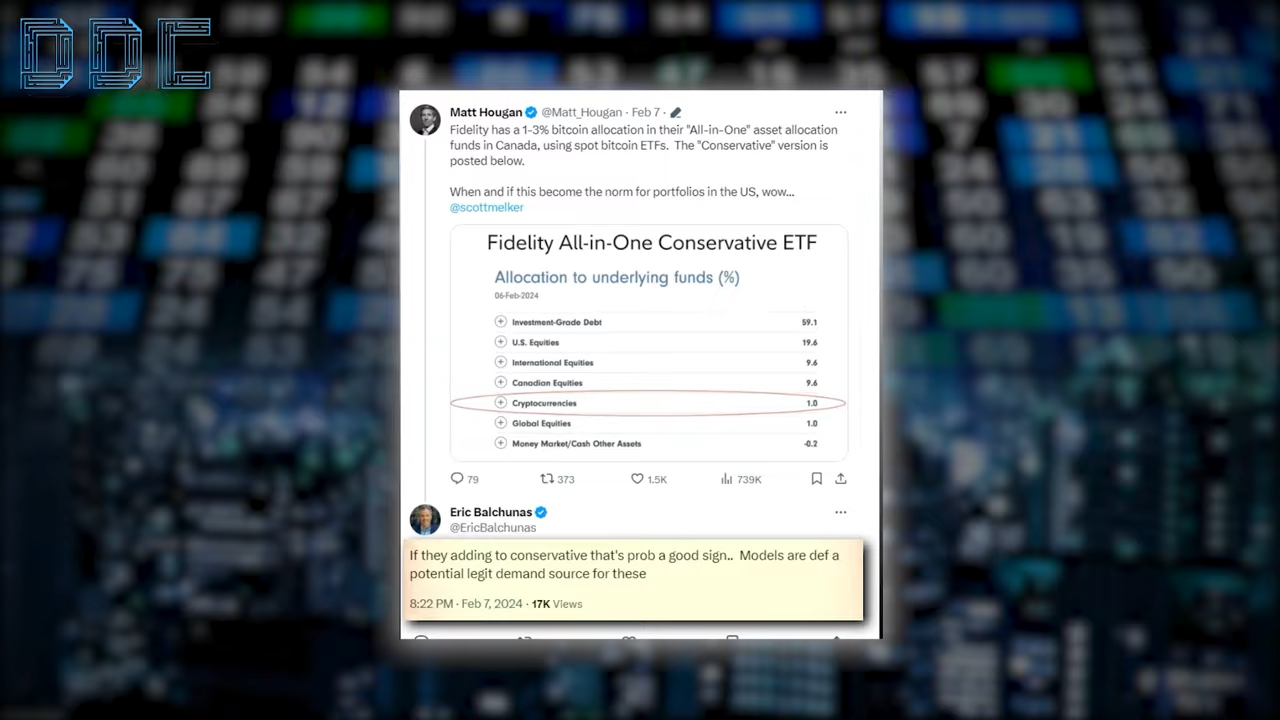 DDC
Matt Hougan @Matt_Hougan · Feb 7 ·
Fidelity has a 1-3% bitcoin allocation in their "All-in-One" asset allocation
funds in Canada, using spot bitcoin ETFs. The "Conservative" version is
posted below.
When and if this become the norm for portfolios in the US, wow...
@scottmelker
Fidelity All-in-One Conservative ETF
Allocation to underlying funds (%)
06-Feb-2024
Investment-Grade Debt 59.1
U.S. Equities 19.6
International Equities 9.6
Canadian Equities 9.6
Cryptocurrencies 1.0
Global Equities 1.0
Money Market/Cash Other Assets -0.2
79 373 1.5K 739K
Eric Balchunas
@EricBalchunas
If they adding to conservative that's prob a good sign.. Models are def a
potential legit demand source for these
8:22 PM · Feb 7, 2024 · 17K Views